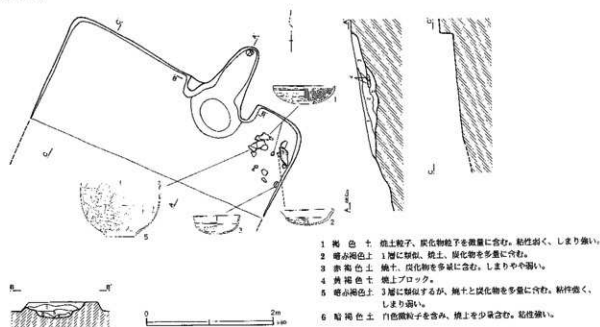 1
2
3
5
0 2m
1 褐色土 焼土粒子、炭化物粒子を微量に含む。粘性弱く、しまり強い。
2 暗赤褐色土 1層に類似、焼土、炭化物を多量に含む。
3 赤褐色土 焼土、炭化物を多量に含む。しまりやや弱い。
4 黄褐色土 焼土ブロック。
5 暗赤褐色土 3層に類似するが、焼土と炭化物を多量に含む。粘性強く、
しまり弱い。
6 暗褐色土 白色微粒子を含み、焼土を少量含む。粘性強い。